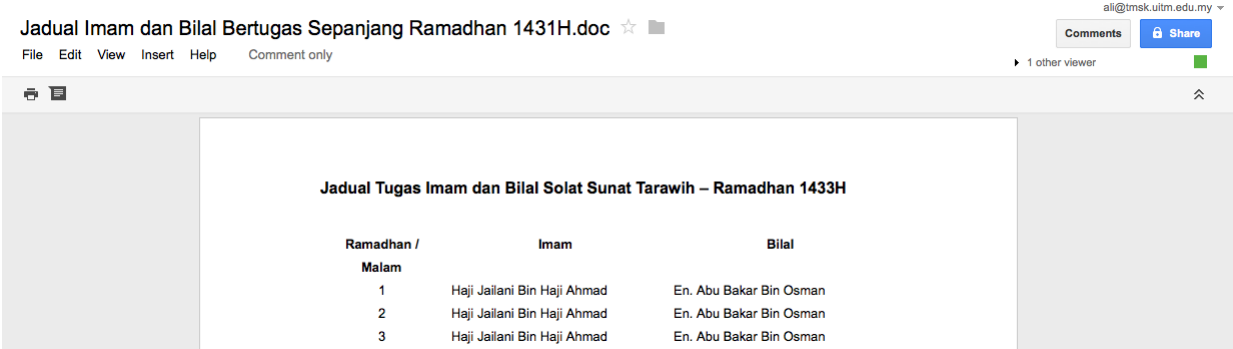 ali@tmsk.uitm.edu.my
Jadual Imam dan Bilal Bertugas Sepanjang Ramadhan 1431H.doc
Comments Share
File Edit View Insert Help Comment only
1 other viewer
Jadual Tugas Imam dan Bilal Solat Sunat Tarawih – Ramadhan 1433H
Ramadhan / Imam Bilal
Malam
1 Haji Jailani Bin Haji Ahmad En. Abu Bakar Bin Osman
2 Haji Jailani Bin Haji Ahmad En. Abu Bakar Bin Osman
3 Haji Jailani Bin Haji Ahmad En. Abu Bakar Bin Osman